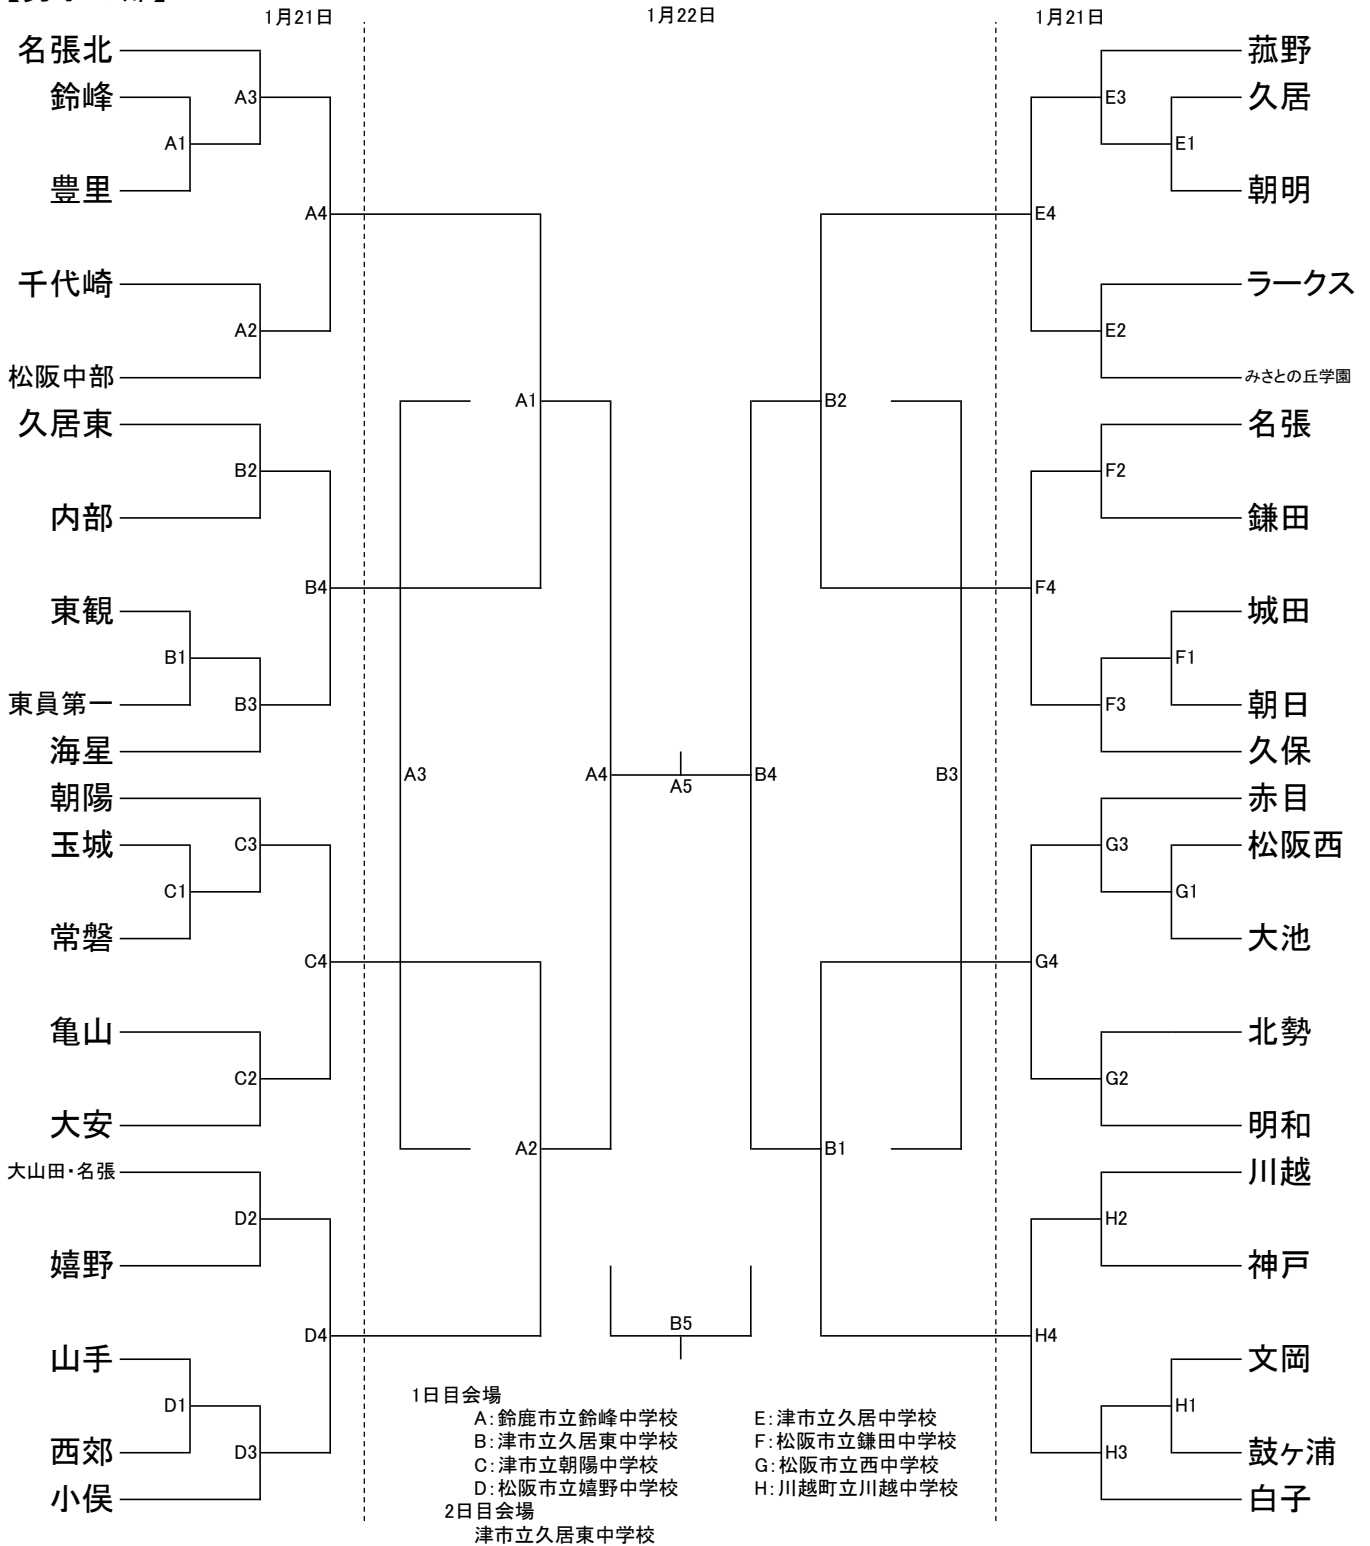 1月21日
1月22日
1月21日
名張北
鈴峰
豊里
千代崎
松阪中部
久居東
内部
東観
東員第一
海星
朝陽
玉城
常磐
亀山
大安
大山田・名張
嬉野
山手
西郊
小俣
A3
A1
A4
A2
B2
B4
B1
B3
C3
C1
C4
C2
D2
D4
D1
D3
A1
A3
A4
A2
A5
B5
B4
B2
B3
B1
E3
E1
E4
E2
F2
F4
F1
F3
G3
G1
G4
G2
H2
H4
H1
H3
菰野
久居
朝明
ラークス
みさとの丘学園
名張
鎌田
城田
朝日
久保
赤目
松阪西
大池
北勢
明和
川越
神戸
文岡
鼓ヶ浦
白子
1日目会場
A:鈴鹿市立鈴峰中学校
B:津市立久居東中学校
C:津市立朝陽中学校
D:松阪市立嬉野中学校
E:津市立久居中学校
F:松阪市立鎌田中学校
G:松阪市立西中学校
H:川越町立川越中学校
2日目会場
津市立久居東中学校